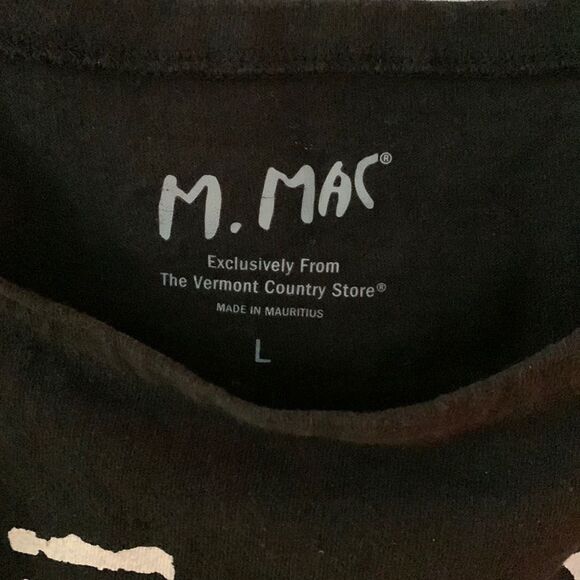 M. MAC®
Exclusively From
The Vermont Country Store®
MADE IN MAURITIUS
L